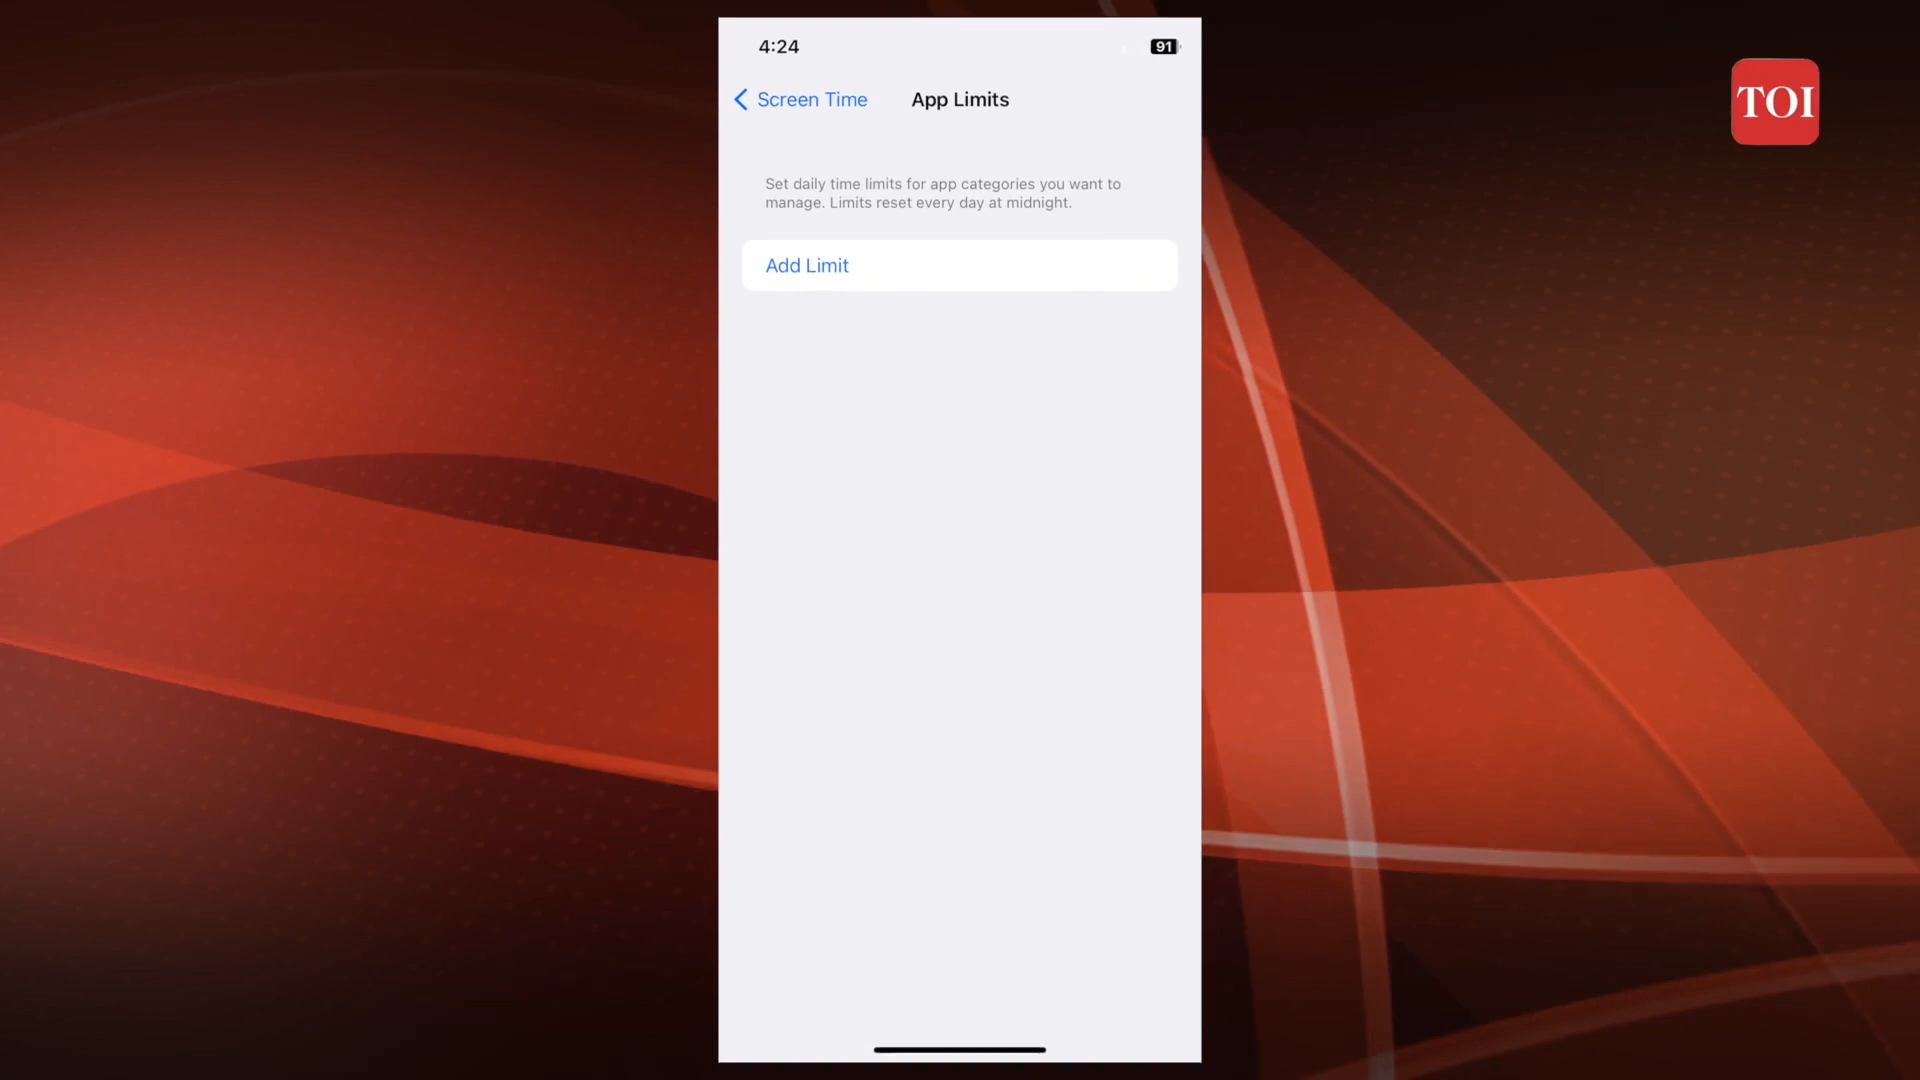 4:24
91
TOI
Screen Time
App Limits
Set daily time limits for app categories you want to
manage. Limits reset every day at midnight.
Add Limit